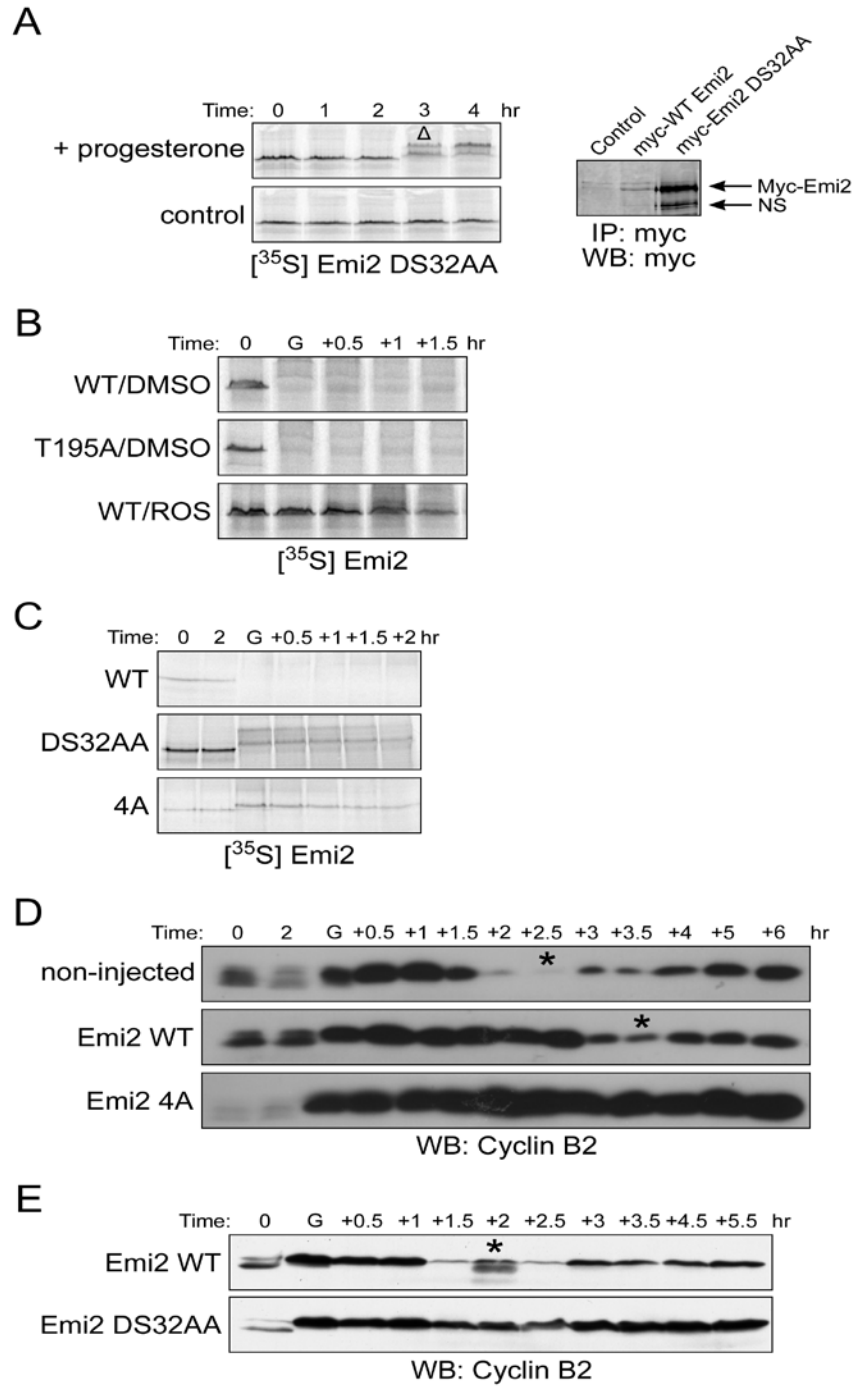 A
Time: 0 1 2 3 4 hr
Δ
+ progesterone
control
[³⁵S] Emi2 DS32AA
Control
myc-WT Emi2
myc-Emi2 DS32AA
Myc-Emi2
NS
IP: myc
WB: myc
B
Time: 0 G +0.5 +1 +1.5 hr
WT/DMSO
T195A/DMSO
WT/ROS
[³⁵S] Emi2
C
Time: 0 2 G +0.5 +1 +1.5 +2 hr
WT
DS32AA
4A
[³⁵S] Emi2
D
Time: 0 2 G +0.5 +1 +1.5 +2 +2.5 +3 +3.5 +4 +5 +6 hr
non-injected *
Emi2 WT *
Emi2 4A
WB: Cyclin B2
E
Time: 0 G +0.5 +1 +1.5 +2 +2.5 +3 +3.5 +4.5 +5.5 hr
Emi2 WT *
Emi2 DS32AA
WB: Cyclin B2